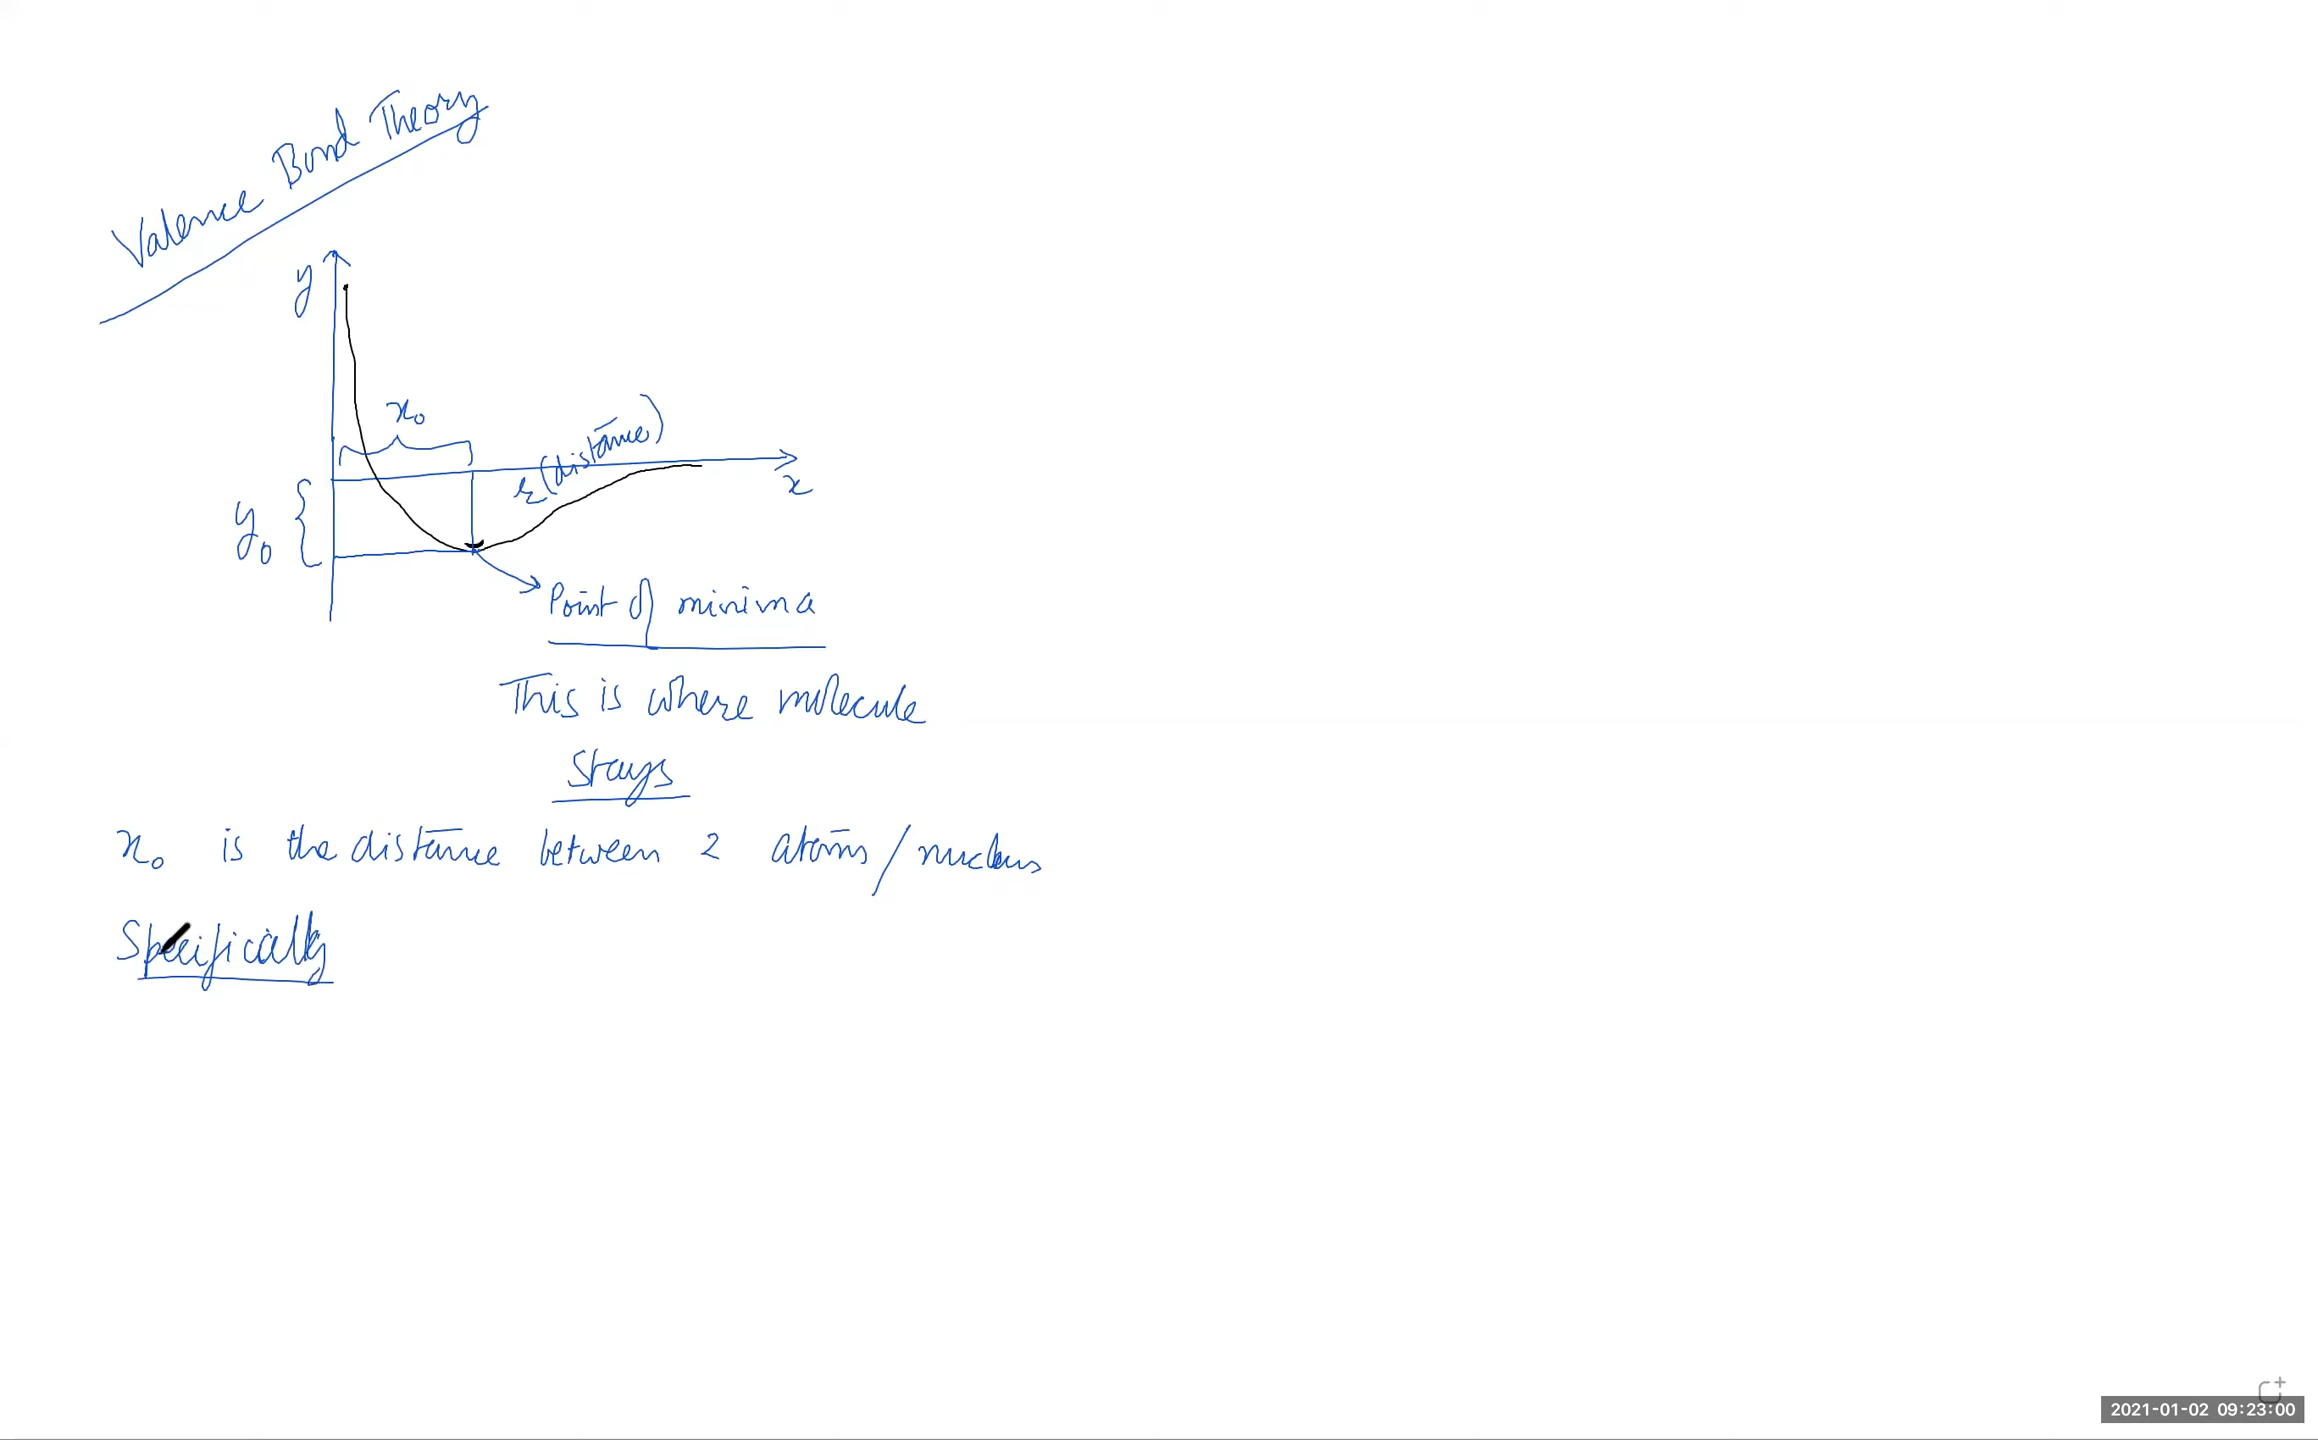 Valence Bond Theory
y
x₀
r (distance)
x
y₀
Point of minima
This is where molecule
stays
x₀ is the distance between 2 atoms/nucleus
Specifically
2021-01-02 09:23:00